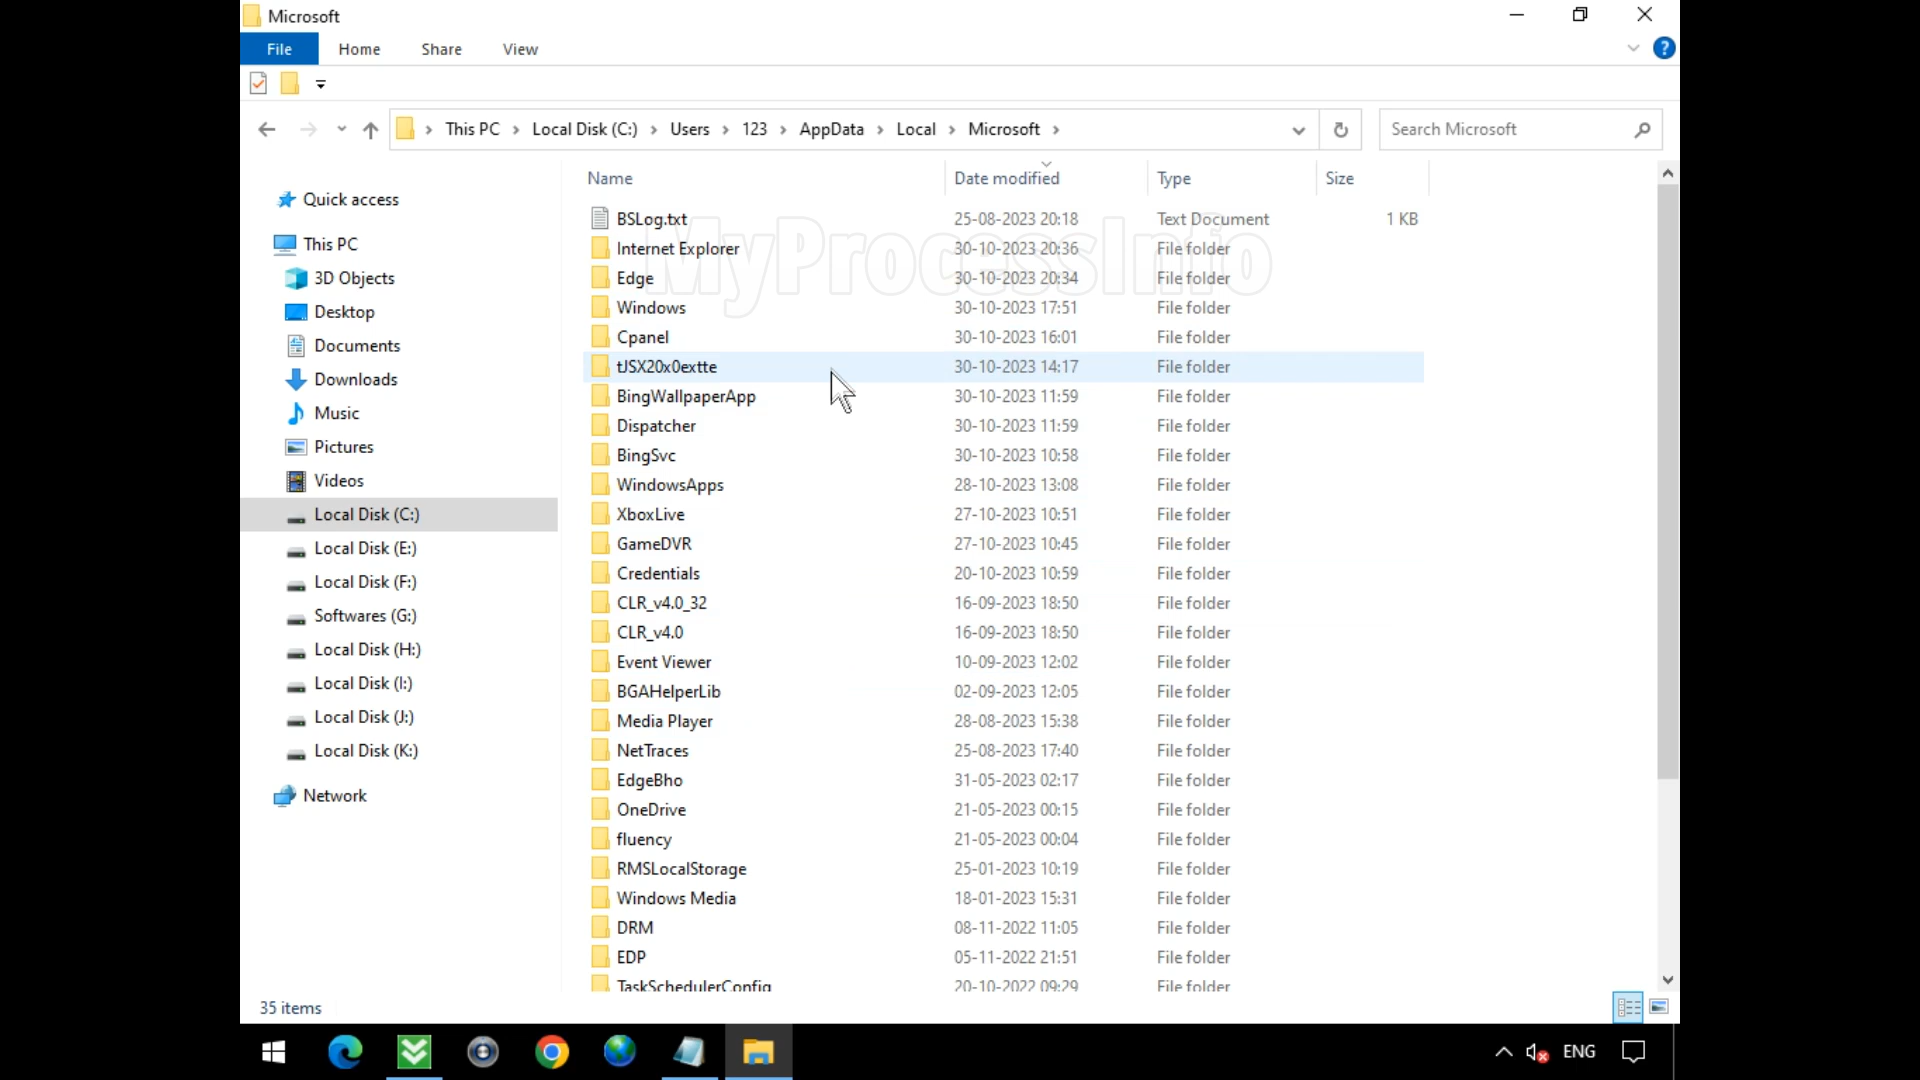 Microsoft
File Home Share View
This PC Local Disk (C:) Users 123 AppData Local Microsoft
Search Microsoft
Name Date modified Type Size
Quick access
This PC
3D Objects
Desktop
Documents
Downloads
Music
Pictures
Videos
Local Disk (C:)
Local Disk (E:)
Local Disk (F:)
Softwares (G:)
Local Disk (H:)
Local Disk (I:)
Local Disk (J:)
Local Disk (K:)
Network
BSLog.txt 25-08-2023 20:18 Text Document 1 KB
Internet Explorer 30-10-2023 20:36 File folder
Edge 30-10-2023 20:34 File folder
Windows 30-10-2023 17:51 File folder
Cpanel 30-10-2023 16:01 File folder
tJSX20x0extte 30-10-2023 14:17 File folder
BingWallpaperApp 30-10-2023 11:59 File folder
Dispatcher 30-10-2023 11:59 File folder
BingSvc 30-10-2023 10:58 File folder
WindowsApps 28-10-2023 13:08 File folder
XboxLive 27-10-2023 10:51 File folder
GameDVR 27-10-2023 10:45 File folder
Credentials 20-10-2023 10:59 File folder
CLR_v4.0_32 16-09-2023 18:50 File folder
CLR_v4.0 16-09-2023 18:50 File folder
Event Viewer 10-09-2023 12:02 File folder
BGAHelperLib 02-09-2023 12:05 File folder
Media Player 28-08-2023 15:38 File folder
NetTraces 25-08-2023 17:40 File folder
EdgeBho 31-05-2023 02:17 File folder
OneDrive 21-05-2023 00:15 File folder
fluency 21-05-2023 00:04 File folder
RMSLocalStorage 25-01-2023 10:19 File folder
Windows Media 18-01-2023 15:31 File folder
DRM 08-11-2022 11:05 File folder
EDP 05-11-2022 21:51 File folder
TaskSchedulerConfig 20-10-2022 09:29 File folder
MyProcessInfo
35 items
ENG